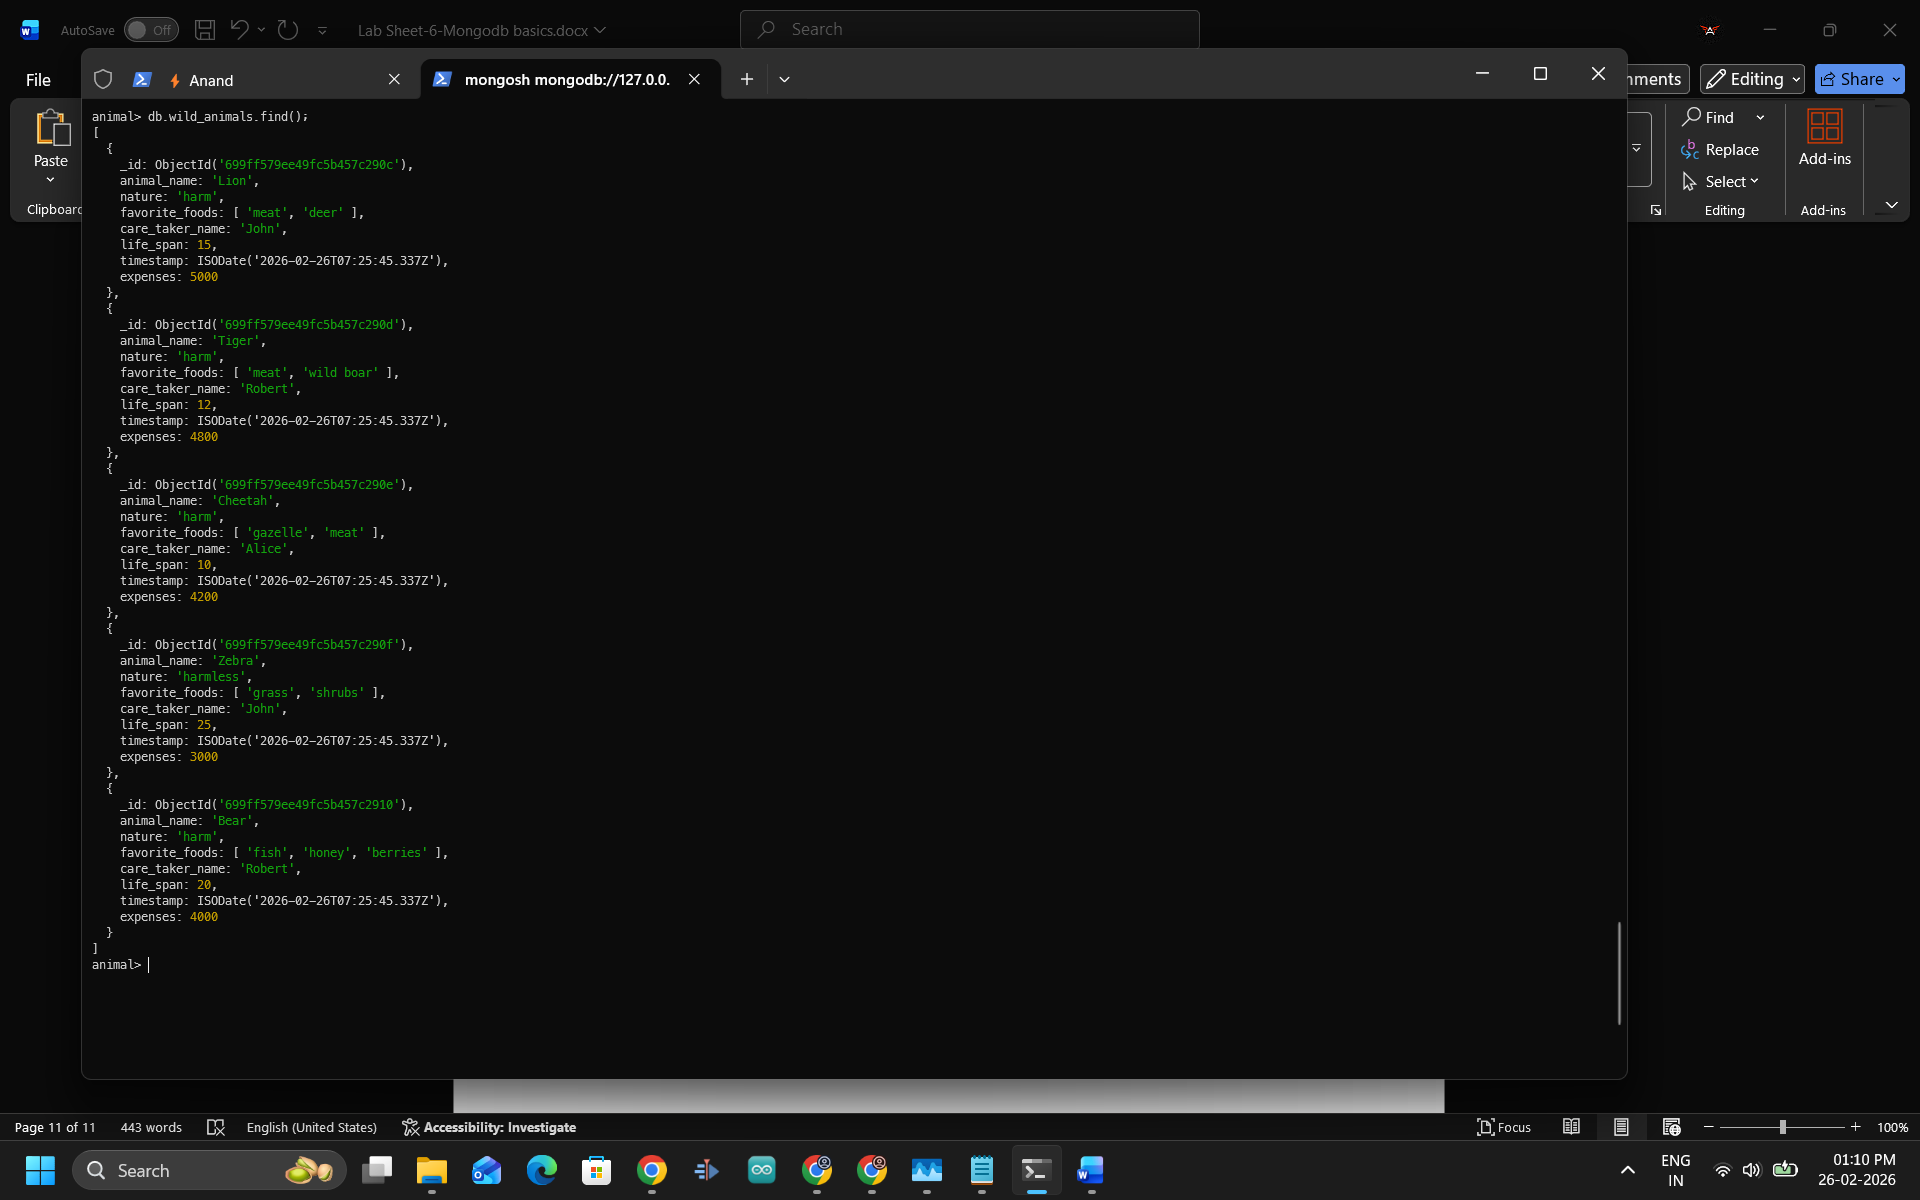 AutoSave Off Lab Sheet-6-Mongodb basics.docx Search
File
Anand mongosh mongodb://127.0.0.
mments Editing Share
Paste
Clipboard
Find
Replace
Select
Editing
Add-ins
Add-ins
animal> db.wild_animals.find();
[
  {
    _id: ObjectId('699ff579ee49fc5b457c290c'),
    animal_name: 'Lion',
    nature: 'harm',
    favorite_foods: [ 'meat', 'deer' ],
    care_taker_name: 'John',
    life_span: 15,
    timestamp: ISODate('2026-02-26T07:25:45.337Z'),
    expenses: 5000
  },
  {
    _id: ObjectId('699ff579ee49fc5b457c290d'),
    animal_name: 'Tiger',
    nature: 'harm',
    favorite_foods: [ 'meat', 'wild boar' ],
    care_taker_name: 'Robert',
    life_span: 12,
    timestamp: ISODate('2026-02-26T07:25:45.337Z'),
    expenses: 4800
  },
  {
    _id: ObjectId('699ff579ee49fc5b457c290e'),
    animal_name: 'Cheetah',
    nature: 'harm',
    favorite_foods: [ 'gazelle', 'meat' ],
    care_taker_name: 'Alice',
    life_span: 10,
    timestamp: ISODate('2026-02-26T07:25:45.337Z'),
    expenses: 4200
  },
  {
    _id: ObjectId('699ff579ee49fc5b457c290f'),
    animal_name: 'Zebra',
    nature: 'harmless',
    favorite_foods: [ 'grass', 'shrubs' ],
    care_taker_name: 'John',
    life_span: 25,
    timestamp: ISODate('2026-02-26T07:25:45.337Z'),
    expenses: 3000
  },
  {
    _id: ObjectId('699ff579ee49fc5b457c2910'),
    animal_name: 'Bear',
    nature: 'harm',
    favorite_foods: [ 'fish', 'honey', 'berries' ],
    care_taker_name: 'Robert',
    life_span: 20,
    timestamp: ISODate('2026-02-26T07:25:45.337Z'),
    expenses: 4000
  }
]
animal>
Page 11 of 11 443 words English (United States) Accessibility: Investigate Focus 100%
Search ENG IN 01:10 PM
26-02-2026